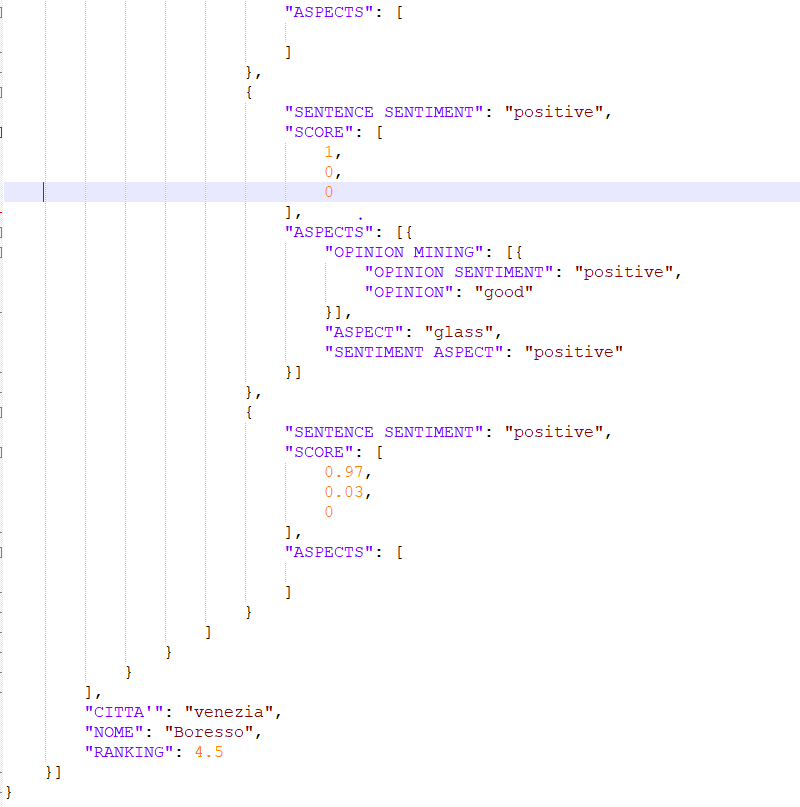 "ASPECTS": [
]
},
{
"SENTENCE SENTIMENT": "positive",
"SCORE": [
1,
0,
0
],
"ASPECTS": [{
"OPINION MINING": [{
"OPINION SENTIMENT": "positive",
"OPINION": "good"
}],
"ASPECT": "glass",
"SENTIMENT ASPECT": "positive"
}]
},
{
"SENTENCE SENTIMENT": "positive",
"SCORE": [
0.97,
0.03,
0
],
"ASPECTS": [
]
}
]
}
}
],
"CITTA'": "venezia",
"NOME": "Boresso",
"RANKING": 4.5
}]
}